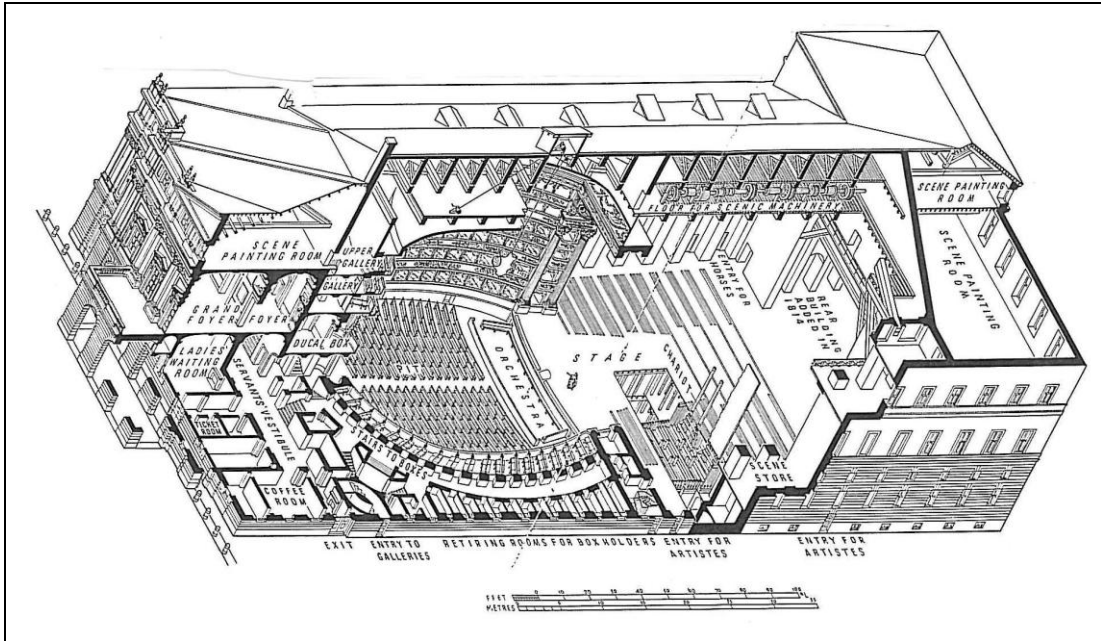 SCENE PAINTING ROOM
FLOOR FOR SCENIC MACHINERY
SCENE PAINTING ROOM
SCENE PAINTING ROOM
UPPER GALLERY
GALLERY
ENTRY FOR HORSES
GRAND FOYER
FOYER
REAR BUILDING ADDED IN 1814
DUCAL BOX
LADIES' WAITING ROOM
PIT
ORCHESTRA
STAGE
CHARIOT
SERVANTS' VESTIBULE
TICKET ROOM
STAIRS TO BOXES
COFFEE ROOM
SCENE STORE
EXIT
ENTRY TO GALLERIES
RETIRING ROOMS FOR BOX HOLDERS
ENTRY FOR ARTISTES
ENTRY FOR ARTISTES
FEET
METRES